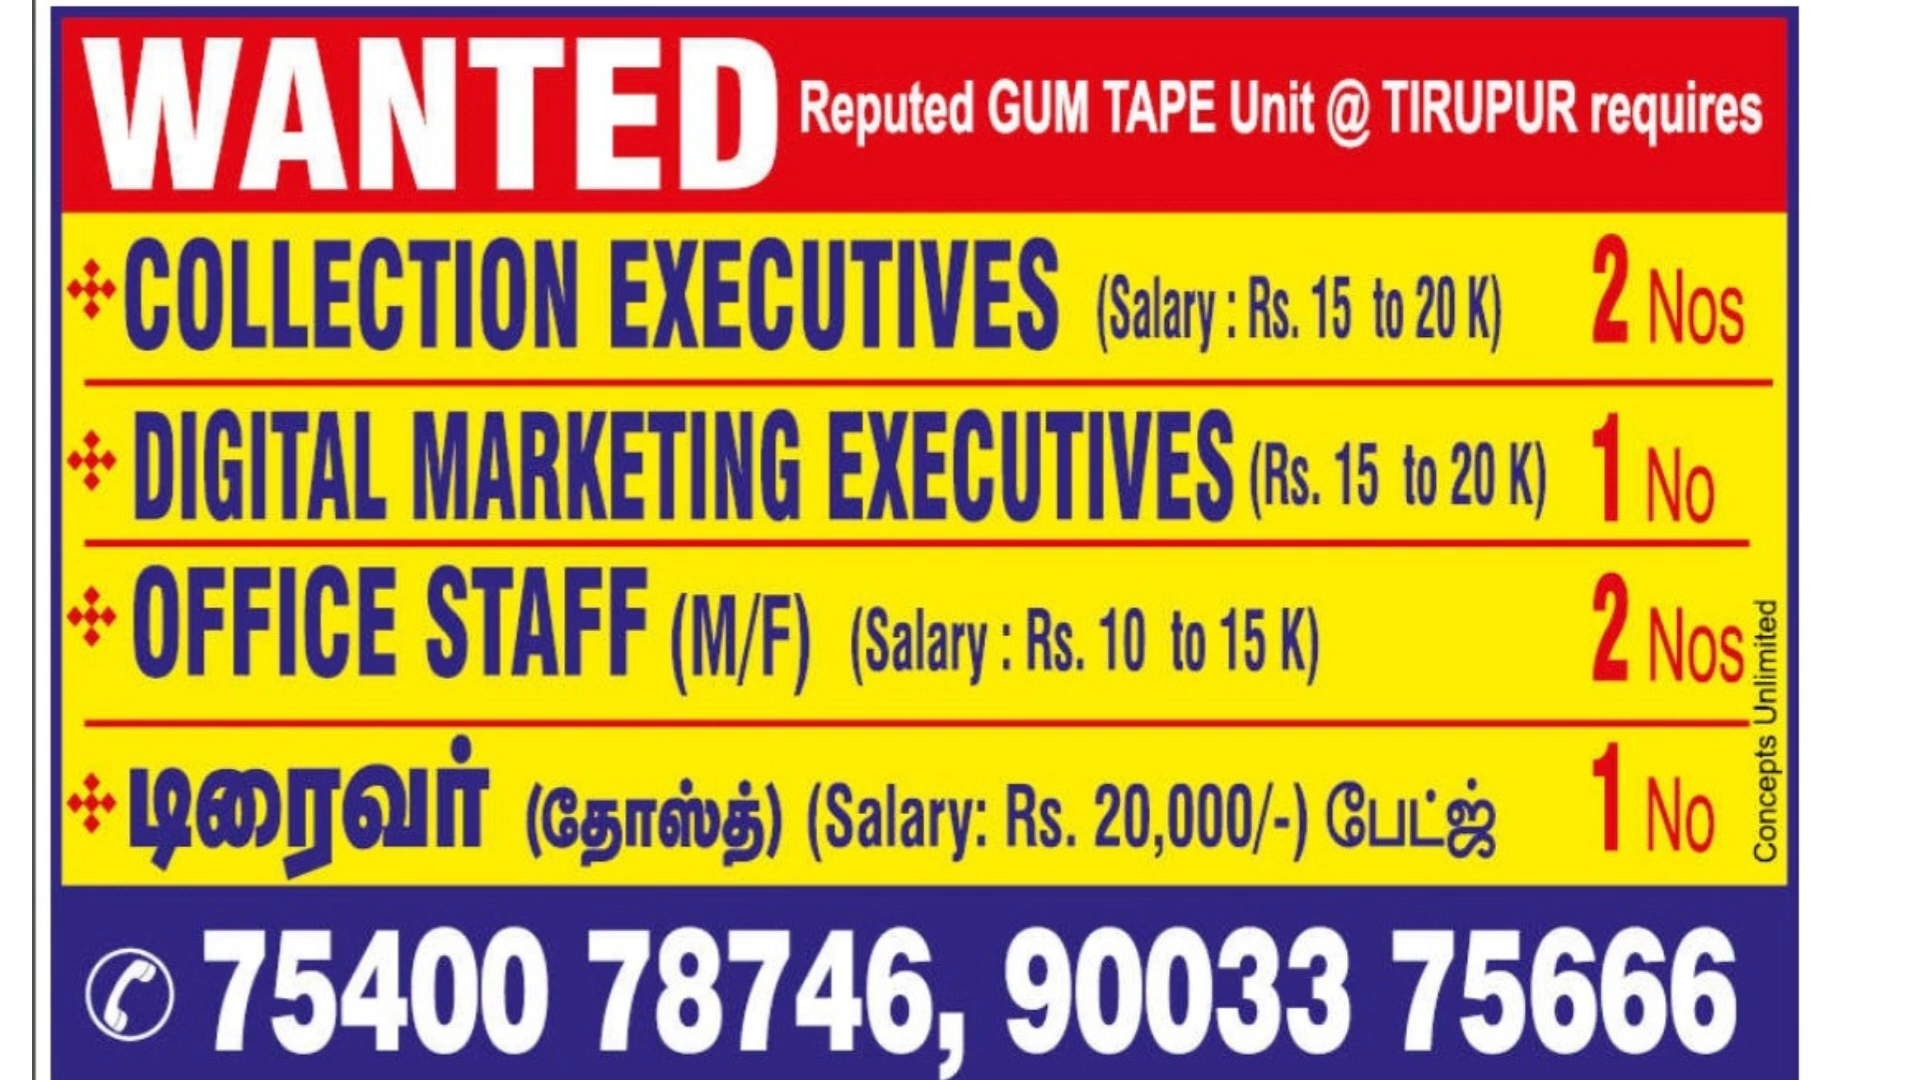 WANTED Reputed GUM TAPE Unit @ TIRUPUR requires
COLLECTION EXECUTIVES (Salary : Rs. 15 to 20 K) 2 Nos
DIGITAL MARKETING EXECUTIVES (Rs. 15 to 20 K) 1 No
OFFICE STAFF (M/F) (Salary : Rs. 10 to 15 K) 2 Nos
டிரைவர் (தோஸ்த்) (Salary: Rs. 20,000/-) பேட்ஜ் 1 No
Concepts Unlimited
75400 78746, 90033 75666